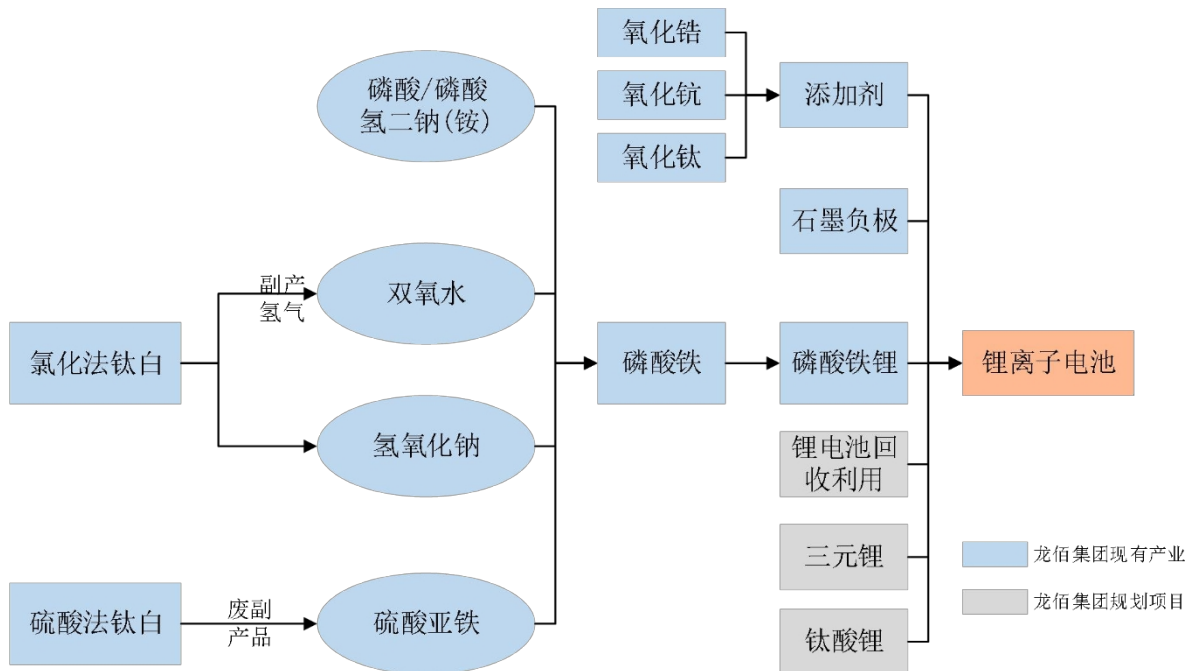 氧化锆
氧化钪
氧化钛
添加剂
磷酸/磷酸
氢二钠(铵)
石墨负极
副产
氢气
双氧水
氯化法钛白
磷酸铁
磷酸铁锂
锂离子电池
氢氧化钠
锂电池回
收利用
三元锂
龙佰集团现有产业
龙佰集团规划项目
硫酸法钛白
废副
产品
硫酸亚铁
钛酸锂